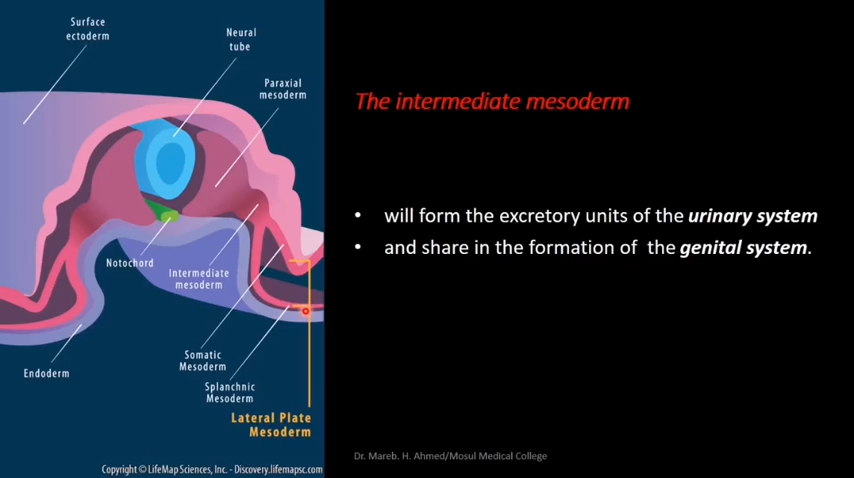 Surface
ectoderm
Neural
tube
Paraxial
mesoderm
Notochord
Intermediate
mesoderm
Somatic
Mesoderm
Endoderm
Splanchnic
Mesoderm
Lateral Plate
Mesoderm
Copyright © LifeMap Sciences, Inc. - Discovery.lifemapsc.com
The intermediate mesoderm
• will form the excretory units of the urinary system
• and share in the formation of the genital system.
Dr. Mareb. H. Ahmed/Mosul Medical College